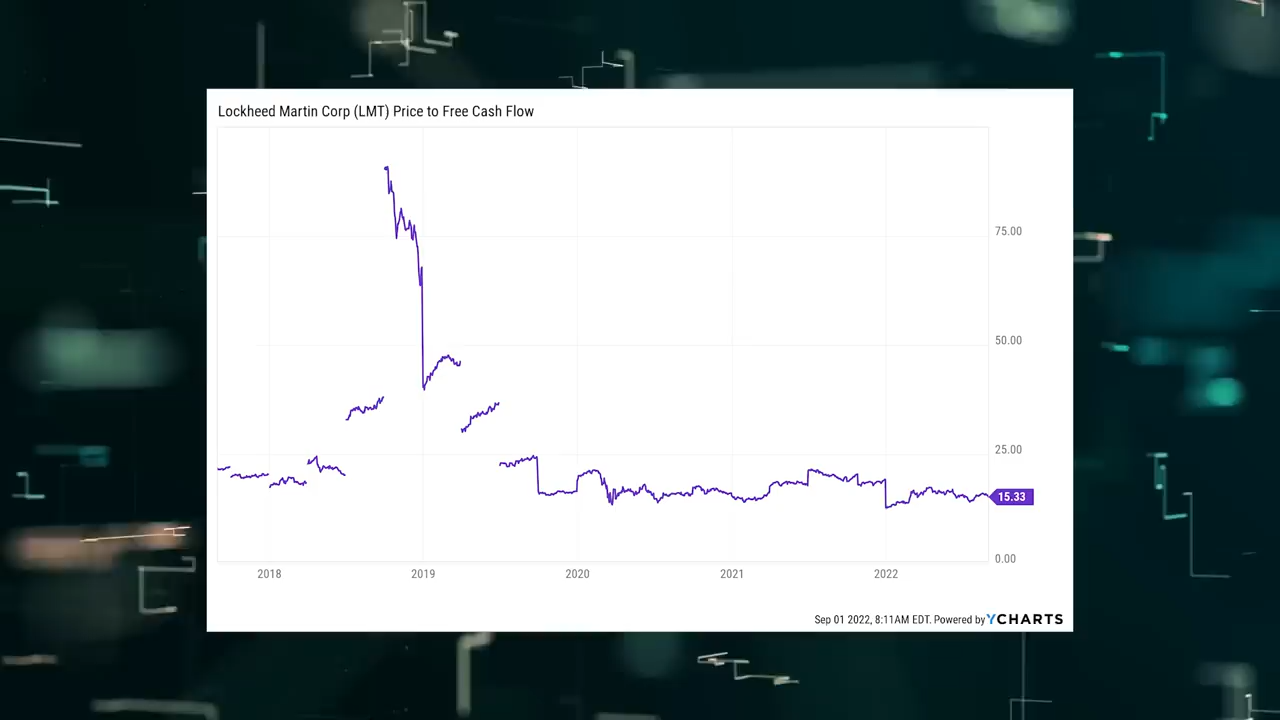 Lockheed Martin Corp (LMT) Price to Free Cash Flow
75.00
50.00
25.00
15.33
0.00
2018 2019 2020 2021 2022
Sep 01 2022, 8:11AM EDT. Powered by YCHARTS